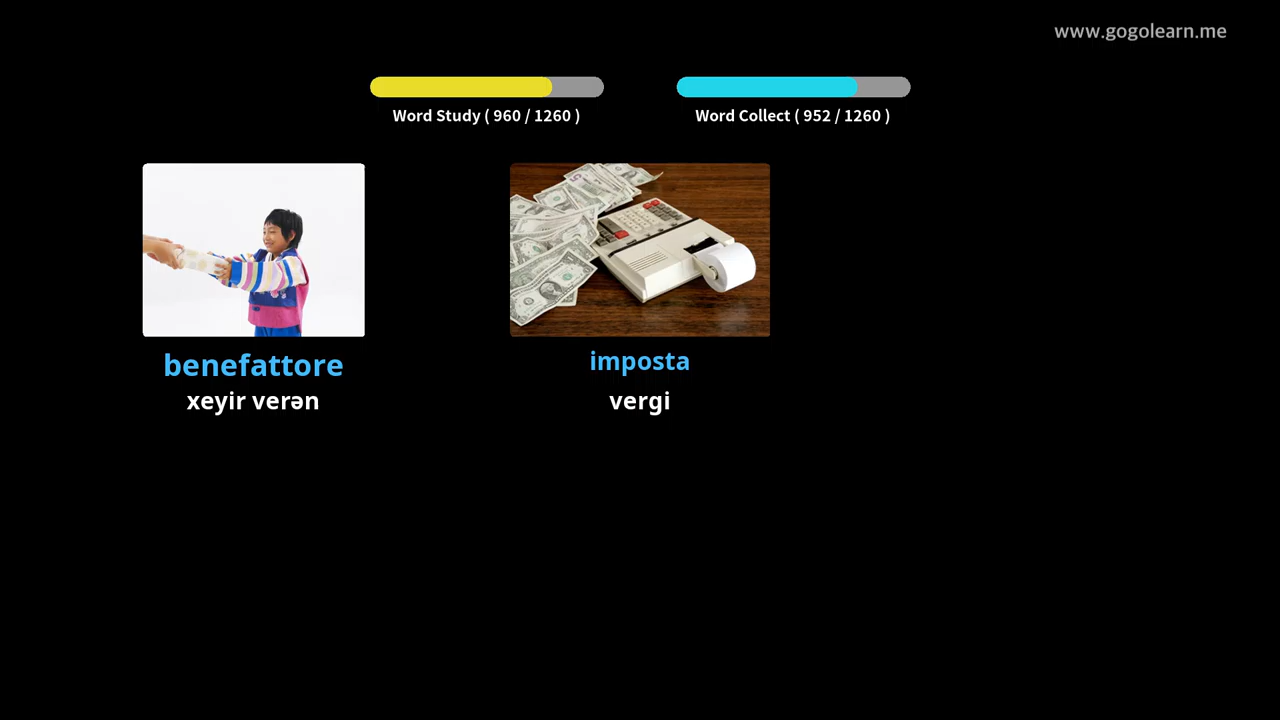 www.gogolearn.me
Word Study ( 960 / 1260 )
Word Collect ( 952 / 1260 )
benefattore
xeyir verən
imposta
vergi